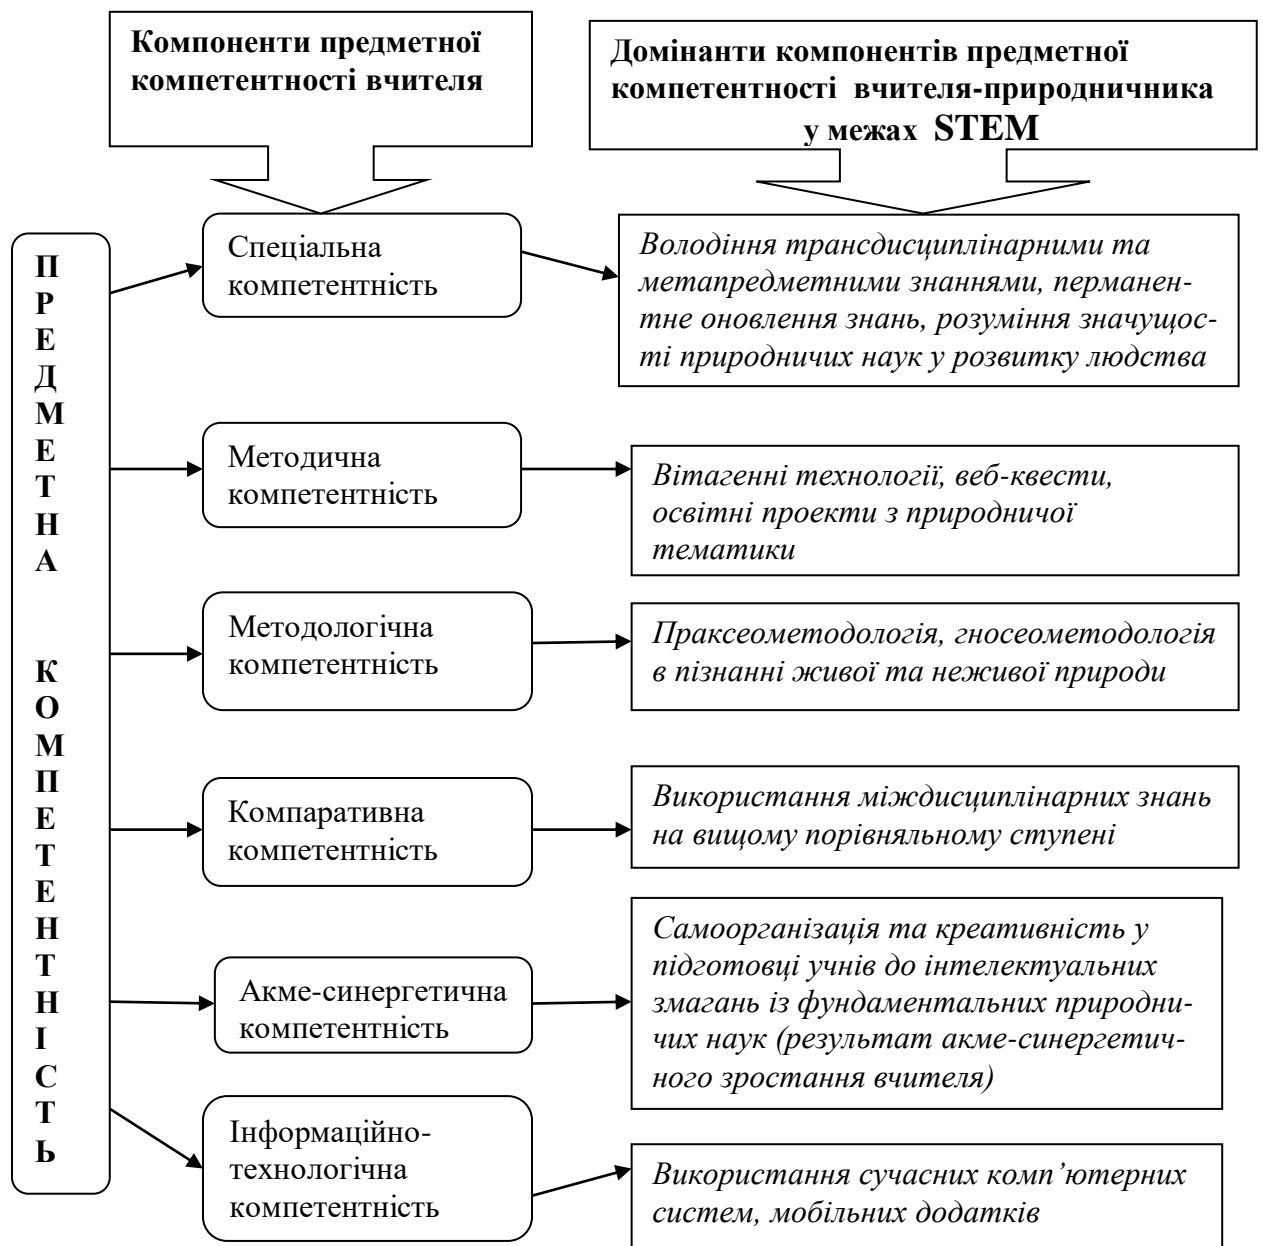 Компоненти предметної
компетентності вчителя
Домінанти компонентів предметної
компетентності вчителя-природничника
у межах STEM
ПРЕДМЕТНА
КОМПЕТЕНТНІСТЬ
Спеціальна
компетентність
Володіння трансдисциплінарними та
метапредметними знаннями, перманен-
тне оновлення знань, розуміння значущос-
ті природничих наук у розвитку людства
Методична
компетентність
Вітагенні технології, веб-квести,
освітні проекти з природничої
тематики
Методологічна
компетентність
Праксеометодологія, гносеометодологія
в пізнанні живої та неживої природи
Компаративна
компетентність
Використання міждисциплінарних знань
на вищому порівняльному ступені
Акме-синергетична
компетентність
Самоорганізація та креативність у
підготовці учнів до інтелектуальних
змагань із фундаментальних природни-
чих наук (результат акме-синергетич-
ного зростання вчителя)
Інформаційно-
технологічна
компетентність
Використання сучасних комп’ютерних
систем, мобільних додатків